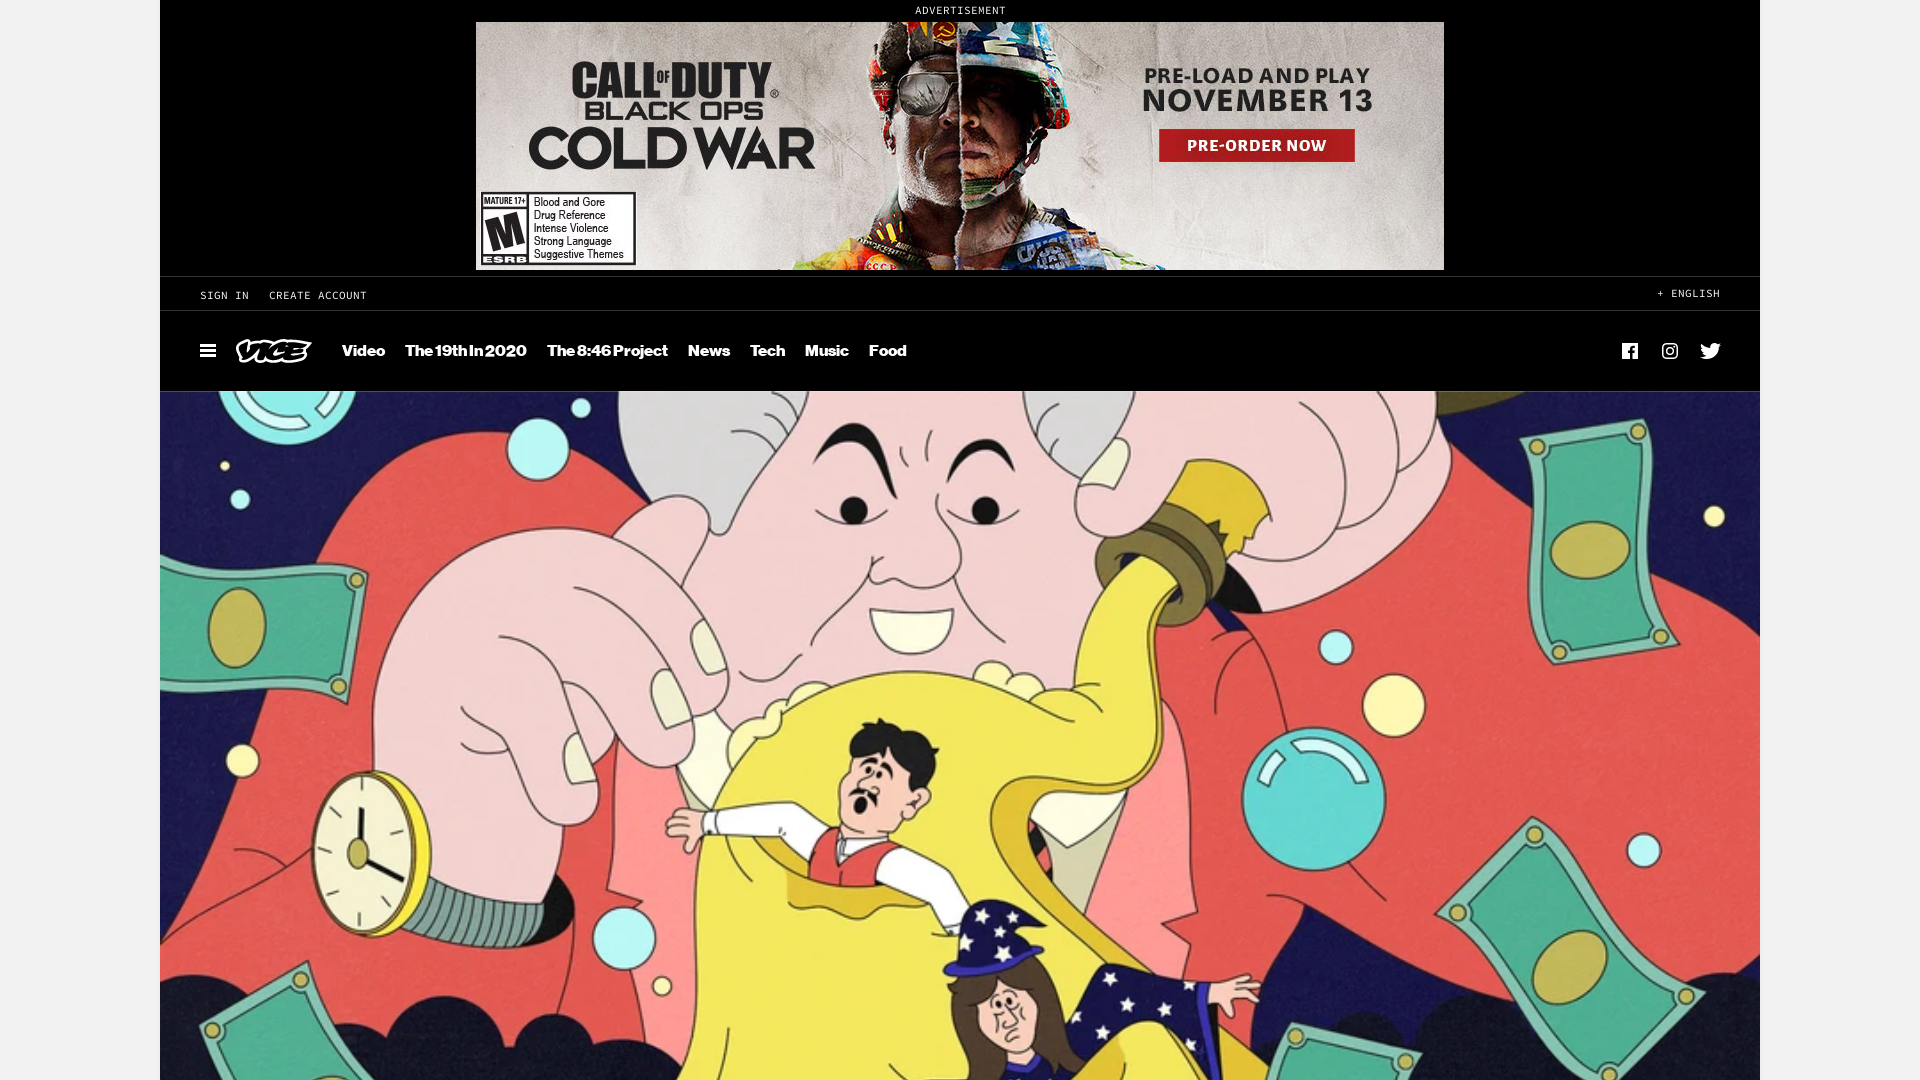 ADVERTISEMENT
CALL OF DUTY®
BLACK OPS
COLD WAR
PRE-LOAD AND PLAY
NOVEMBER 13
PRE-ORDER NOW
MATURE 17+
M
ESRB
Blood and Gore
Drug Reference
Intense Violence
Strong Language
Suggestive Themes
CCCP
SIGN IN
CREATE ACCOUNT
+ ENGLISH
VICE
Video
The 19th In 2020
The 8:46 Project
News
Tech
Music
Food